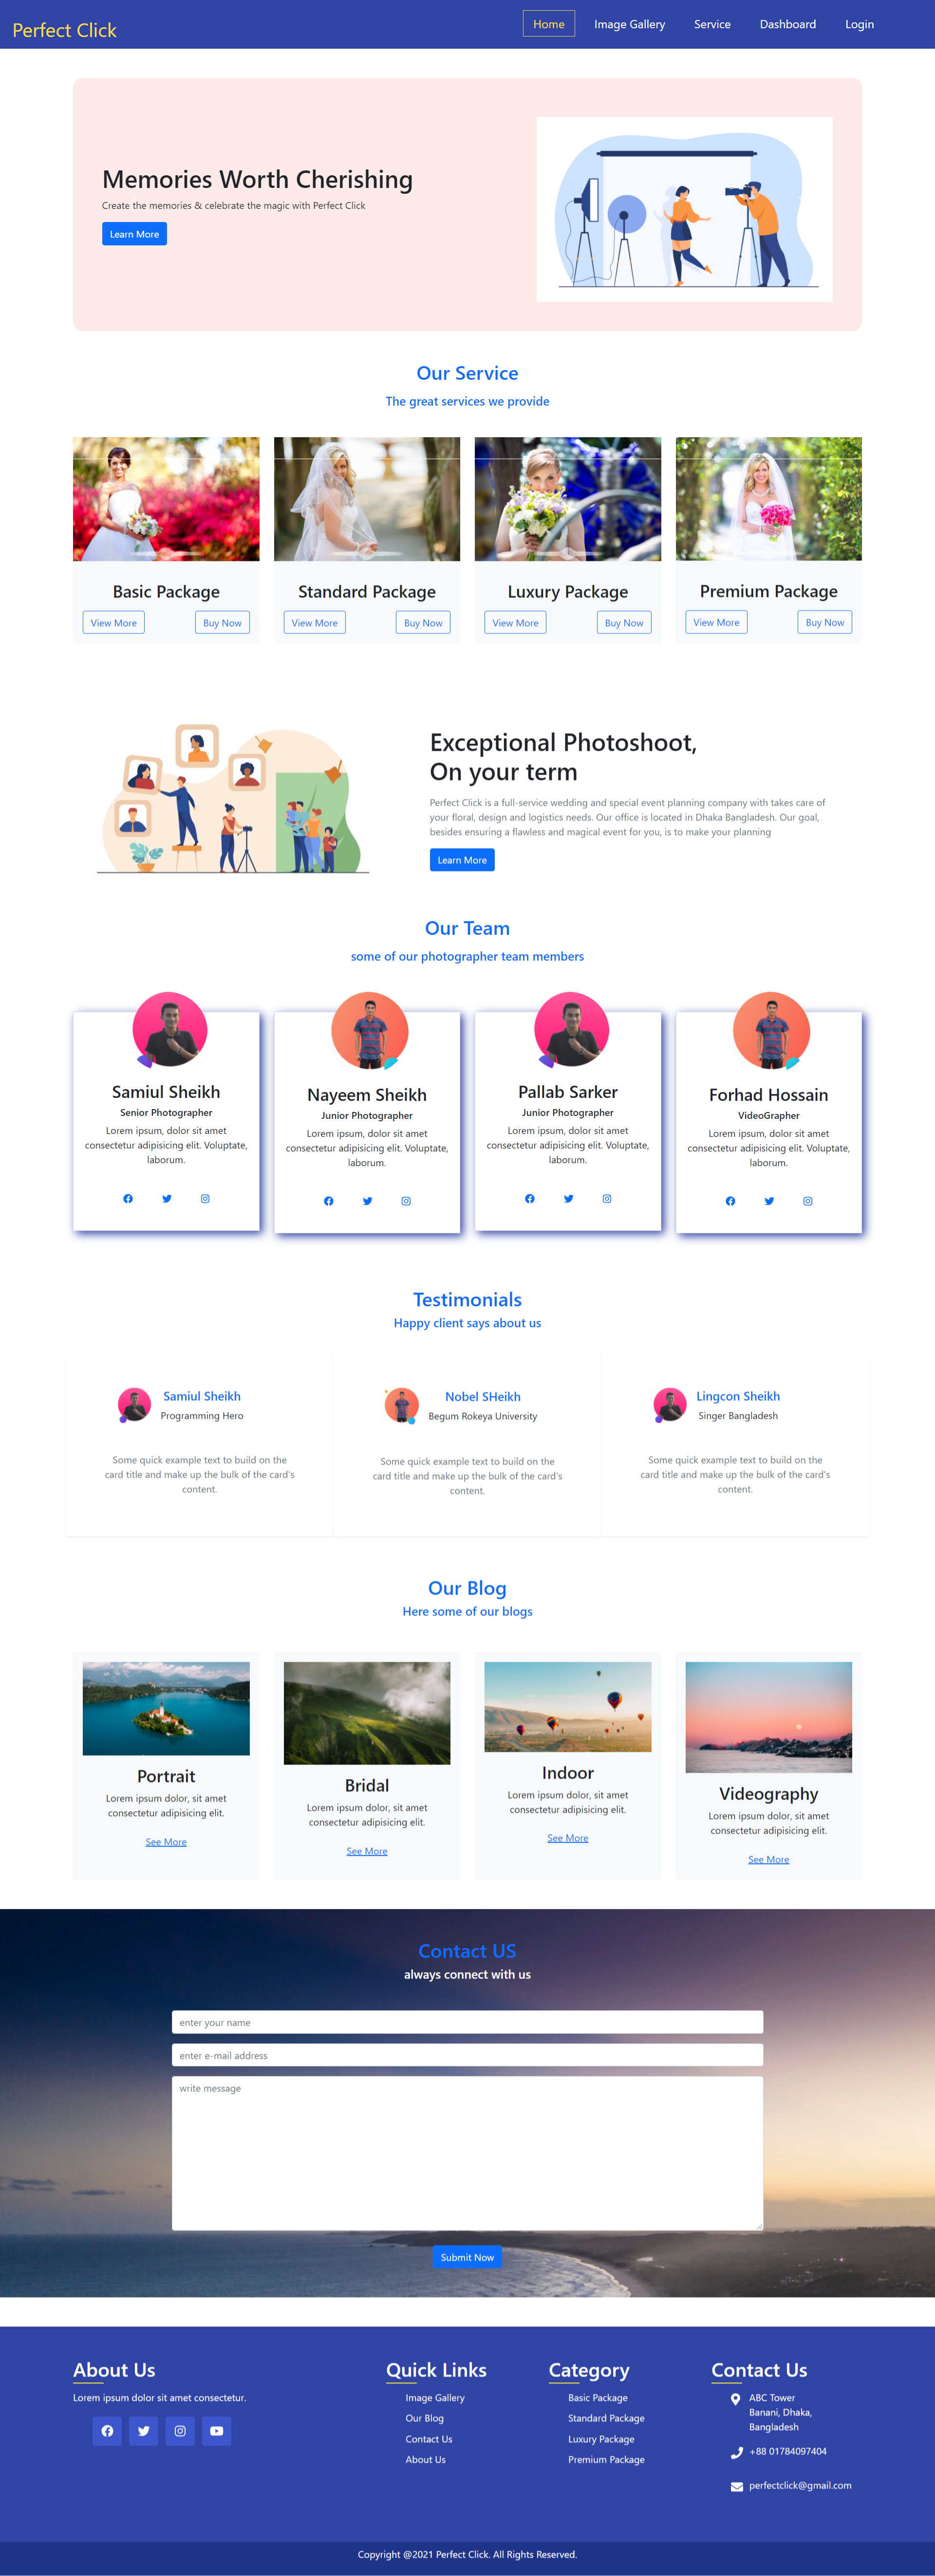 Perfect Click
Home
Image Gallery
Service
Dashboard
Login
Memories Worth Cherishing
Create the memories & celebrate the magic with Perfect Click
Learn More
Our Service
The great services we provide
Basic Package
View More
Buy Now
Standard Package
View More
Buy Now
Luxury Package
View More
Buy Now
Premium Package
View More
Buy Now
Exceptional Photoshoot,
On your term
Perfect Click is a full-service wedding and special event planning company with takes care of
your floral, design and logistics needs. Our office is located in Dhaka Bangladesh. Our goal,
besides ensuring a flawless and magical event for you, is to make your planning
Learn More
Our Team
some of our photographer team members
Samiul Sheikh
Senior Photographer
Lorem ipsum, dolor sit amet
consectetur adipisicing elit. Voluptate,
laborum.
Nayeem Sheikh
Junior Photographer
Lorem ipsum, dolor sit amet
consectetur adipisicing elit. Voluptate,
laborum.
Pallab Sarker
Junior Photographer
Lorem ipsum, dolor sit amet
consectetur adipisicing elit. Voluptate,
laborum.
Forhad Hossain
VideoGrapher
Lorem ipsum, dolor sit amet
consectetur adipisicing elit. Voluptate,
laborum.
Testimonials
Happy client says about us
Samiul Sheikh
Programming Hero
Some quick example text to build on the
card title and make up the bulk of the card's
content.
Nobel SHeikh
Begum Rokeya University
Some quick example text to build on the
card title and make up the bulk of the card's
content.
Lingcon Sheikh
Singer Bangladesh
Some quick example text to build on the
card title and make up the bulk of the card's
content.
Our Blog
Here some of our blogs
Portrait
Lorem ipsum dolor, sit amet
consectetur adipisicing elit.
See More
Bridal
Lorem ipsum dolor, sit amet
consectetur adipisicing elit.
See More
Indoor
Lorem ipsum dolor, sit amet
consectetur adipisicing elit.
See More
Videography
Lorem ipsum dolor, sit amet
consectetur adipisicing elit.
See More
Contact US
always connect with us
enter your name
enter e-mail address
write message
Submit Now
About Us
Lorem ipsum dolor sit amet consectetur.
Quick Links
Image Gallery
Our Blog
Contact Us
About Us
Category
Basic Package
Standard Package
Luxury Package
Premium Package
Contact Us
ABC Tower
Banani, Dhaka,
Bangladesh
+88 01784097404
perfectclick@gmail.com
Copyright @2021 Perfect Click. All Rights Reserved.